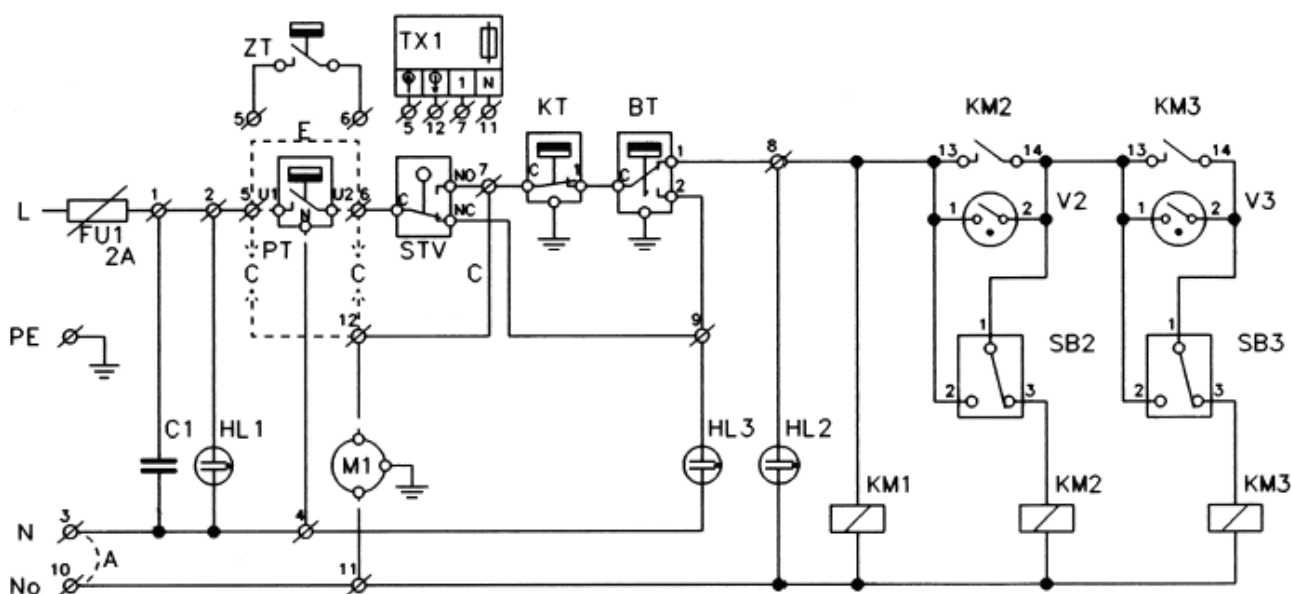 ZT
TX1
1 N
5 6
5 12 7 11
E
KT BT KM2 KM3
C 1 C 1 8 13 14 13 14
2
L FU1 2A 1 2 5 U1 N U2 6 C NO 7 NC
PT STV
1 2 V2 1 2 V3
C C C
PE
12 9
1 SB2 1 SB3
2 3 2 3
C1 HL1 M1 HL3 HL2
KM1 KM2 KM3
N 3 4
A
No 10 11